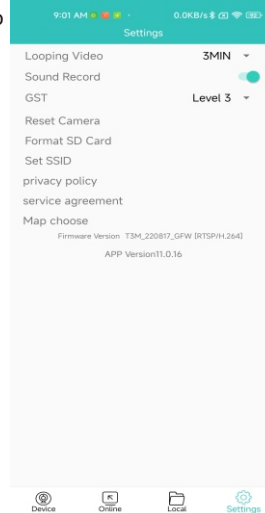 9:01 AM 0.0KB/s
Settings
Looping Video 3MIN
Sound Record
GST Level 3
Reset Camera
Format SD Card
Set SSID
privacy policy
service agreement
Map choose
Firmware Version T3M_220817_GFW [RTSP/H.264]
APP Version11.0.16
Device Online Local Settings